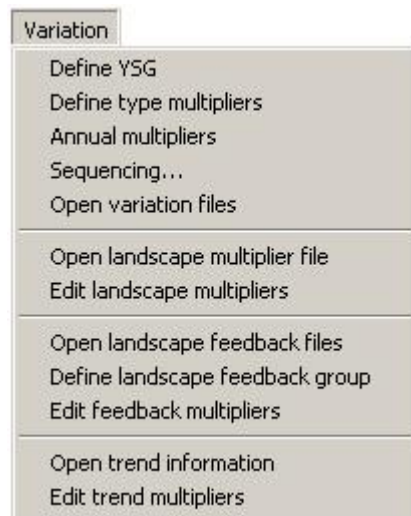 Variation
Define YSG
Define type multipliers
Annual multipliers
Sequencing...
Open variation files
Open landscape multiplier file
Edit landscape multipliers
Open landscape feedback files
Define landscape feedback group
Edit feedback multipliers
Open trend information
Edit trend multipliers